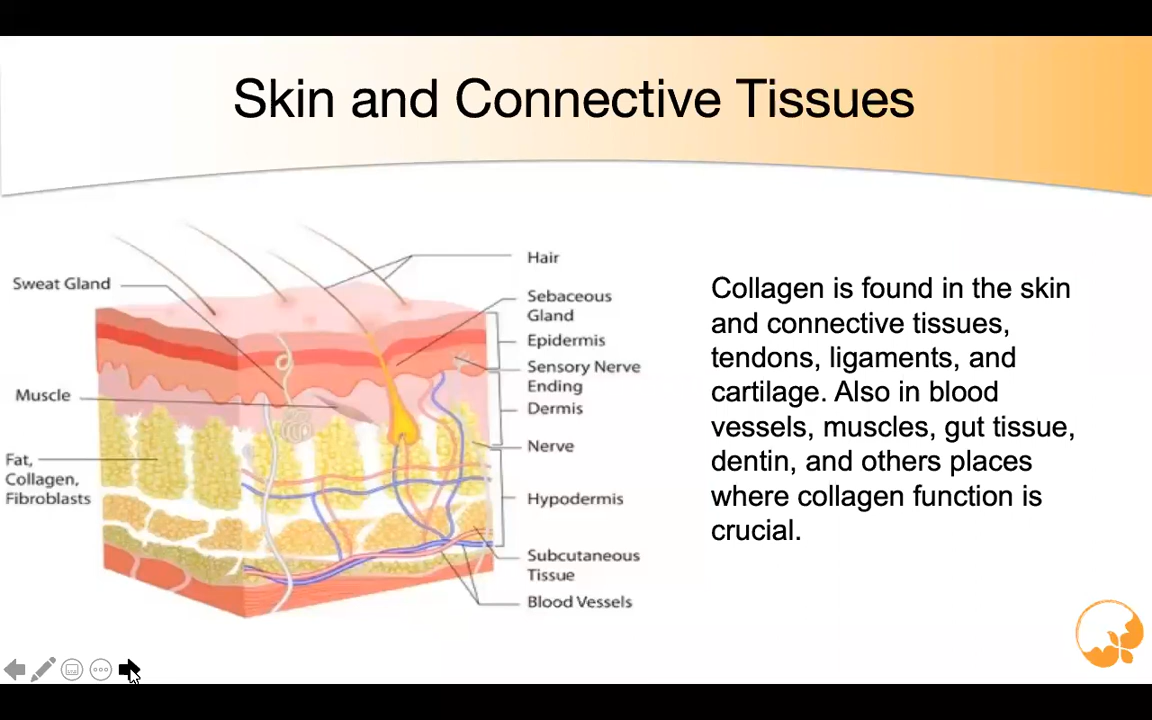 Skin and Connective Tissues
Sweat Gland
Muscle
Fat,
Collagen,
Fibroblasts
Hair
Sebaceous
Gland
Epidermis
Sensory Nerve
Ending
Dermis
Nerve
Hypodermis
Subcutaneous
Tissue
Blood Vessels
Collagen is found in the skin
and connective tissues,
tendons, ligaments, and
cartilage. Also in blood
vessels, muscles, gut tissue,
dentin, and others places
where collagen function is
crucial.